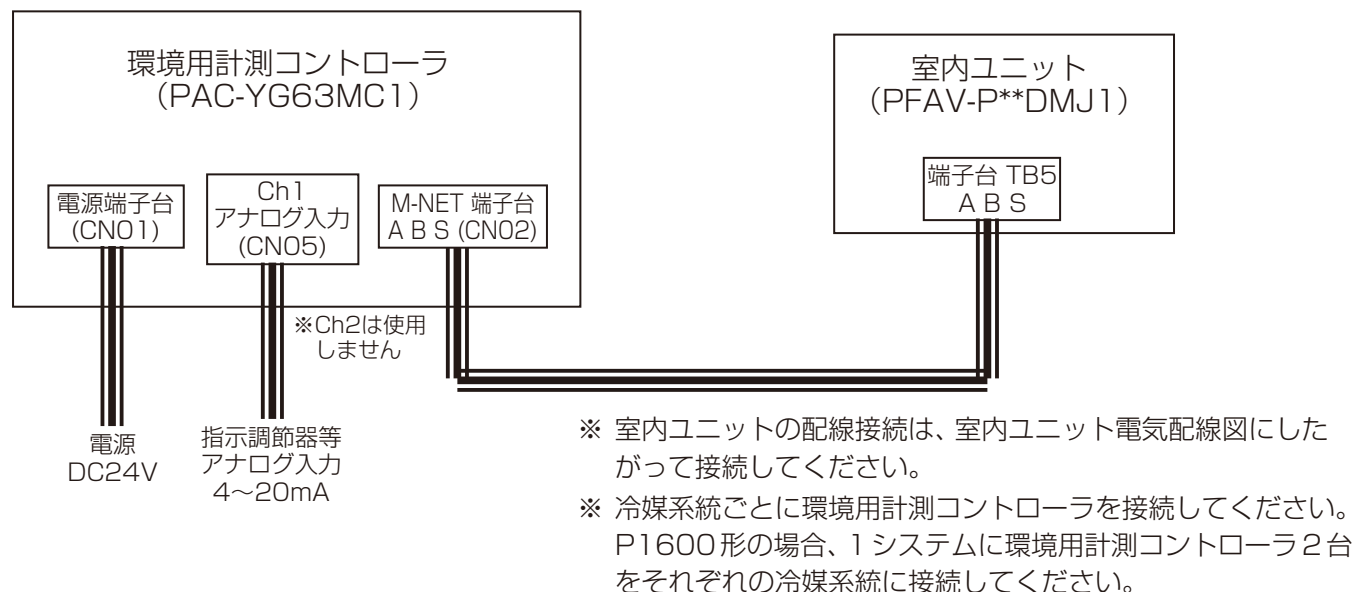 環境用計測コントローラ
（PAC-YG63MC1）
電源端子台
(CN01)
Ch1
アナログ入力
(CN05)
M-NET 端子台
A B S (CN02)
※Ch2は使用
しません
電源
DC24V
指示調節器等
アナログ入力
4～20mA
室内ユニット
（PFAV-P**DMJ1）
端子台 TB5
A B S
※ 室内ユニットの配線接続は、室内ユニット電気配線図にした
がって接続してください。
※ 冷媒系統ごとに環境用計測コントローラを接続してください。
P1600形の場合、1システムに環境用計測コントローラ2台
をそれぞれの冷媒系統に接続してください。